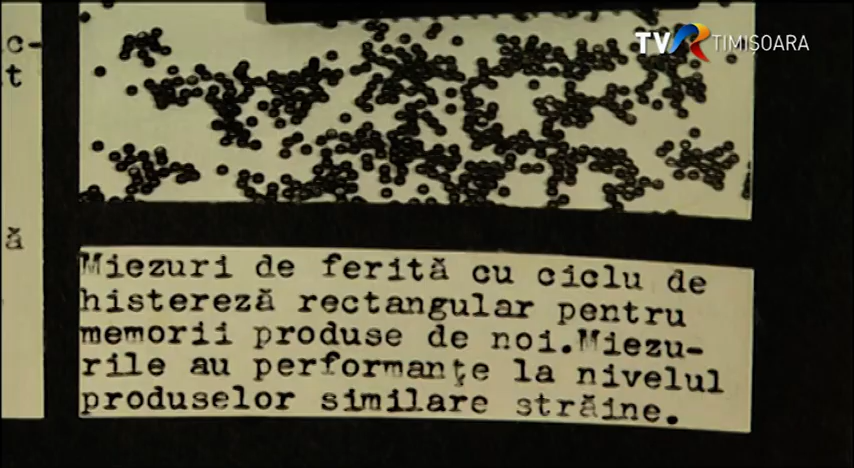 TVR TIMIȘOARA
c-
t
ă
Miezuri de ferită cu ciclu de
histereză rectangular pentru
memorii produse de noi.Miezu-
rile au performanţe la nivelul
produselor similare străine.